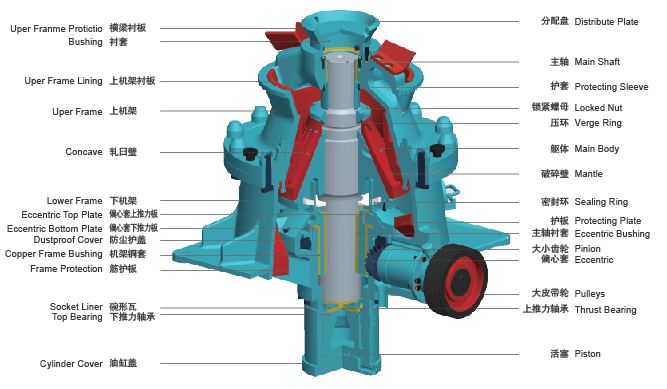 Uper Franme Protictio 横梁衬板
Bushing 衬套
Uper Frame Lining 上机架衬板
Uper Frame 上机架
Concave 轧臼壁
Lower Frame 下机架
Eccentric Top Plate 偏心套上推力板
Eccentric Bottom Plate 偏心套下推力板
Dustproof Cover 防尘护盖
Copper Frame Bushing 机架铜套
Frame Protection 筋护板
Socket Liner 碗形瓦
Top Bearing 下推力轴承
Cylinder Cover 油缸盖
分配盘 Distribute Plate
主轴 Main Shaft
护套 Protecting Sleeve
锁紧螺母 Locked Nut
压环 Verge Ring
躯体 Main Body
破碎壁 Mantle
密封环 Sealing Ring
护板 Protecting Plate
主轴衬套 Eccentric Bushing
大小齿轮 Pinion
偏心套 Eccentric
大皮带轮 Pulleys
上推力轴承 Thrust Bearing
活塞 Piston